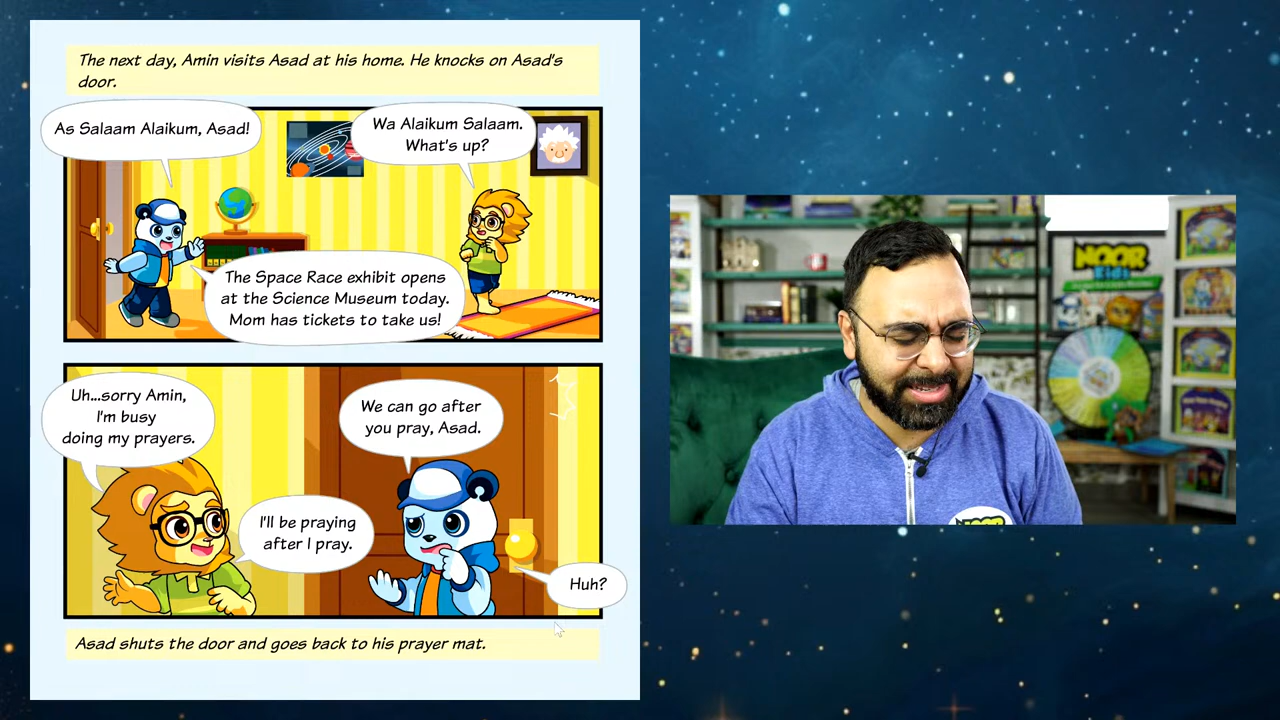 The next day, Amin visits Asad at his home. He knocks on Asad's
door.
As Salaam Alaikum, Asad!
Wa Alaikum Salaam.
What's up?
The Space Race exhibit opens
at the Science Museum today.
Mom has tickets to take us!
Uh...sorry Amin,
I'm busy
doing my prayers.
We can go after
you pray, Asad.
I'll be praying
after I pray.
Huh?
Asad shuts the door and goes back to his prayer mat.
NOOR
Kids
NOOR